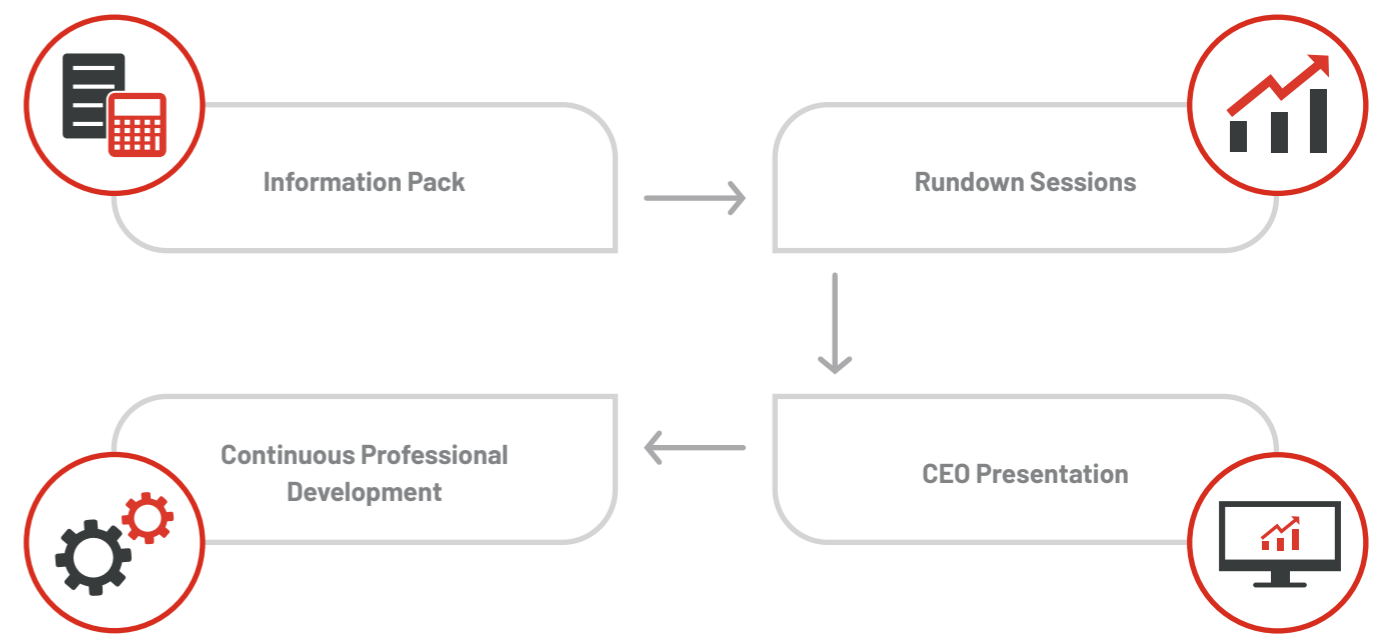 Information Pack
Rundown Sessions
CEO Presentation
Continuous Professional
Development